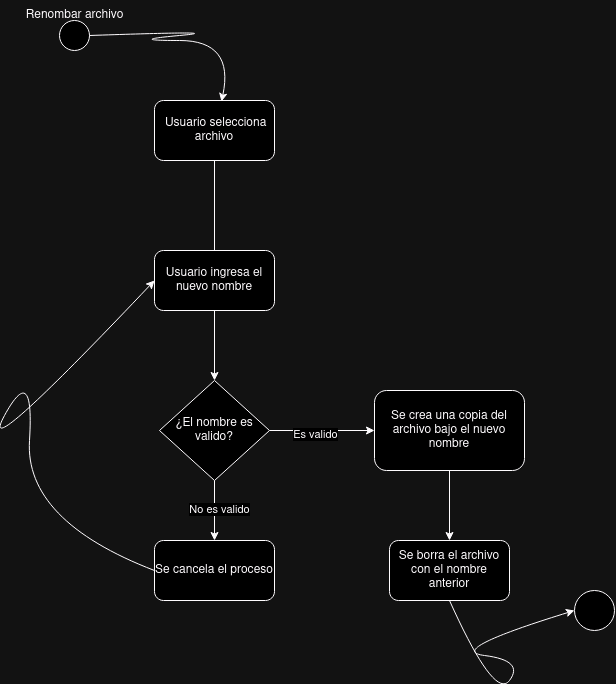 Renombar archivo
Usuario selecciona
archivo
Usuario ingresa el
nuevo nombre
¿El nombre es
valido?
Es valido
Se crea una copia del
archivo bajo el nuevo
nombre
No es valido
Se cancela el proceso
Se borra el archivo
con el nombre
anterior